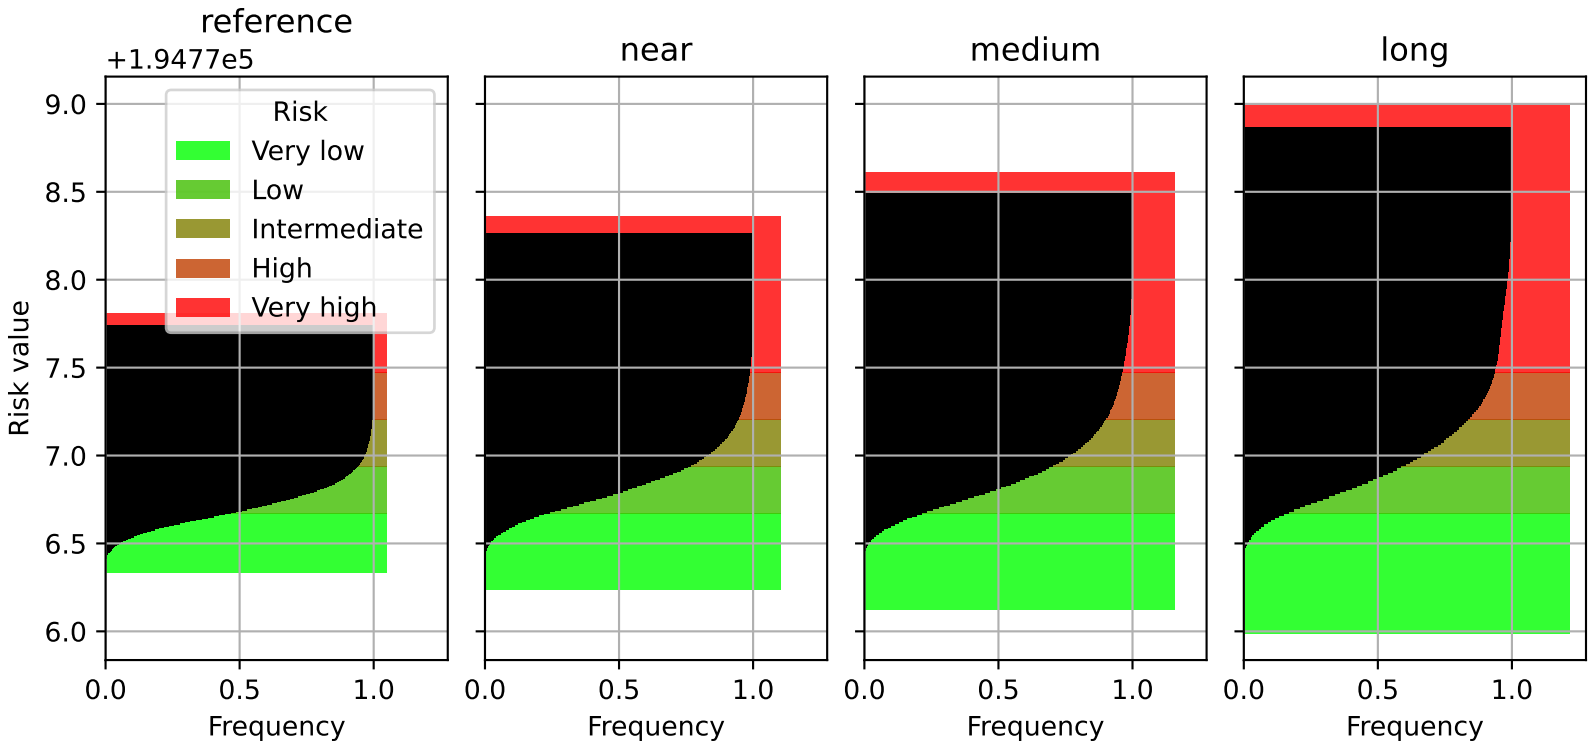 reference
near
medium
long
+1.9477e5
Risk
Very low
Low
Intermediate
High
Very high
Risk value
9.0
8.5
8.0
7.5
7.0
6.5
6.0
0.0 0.5 1.0
0.0 0.5 1.0
0.0 0.5 1.0
0.0 0.5 1.0
Frequency
Frequency
Frequency
Frequency